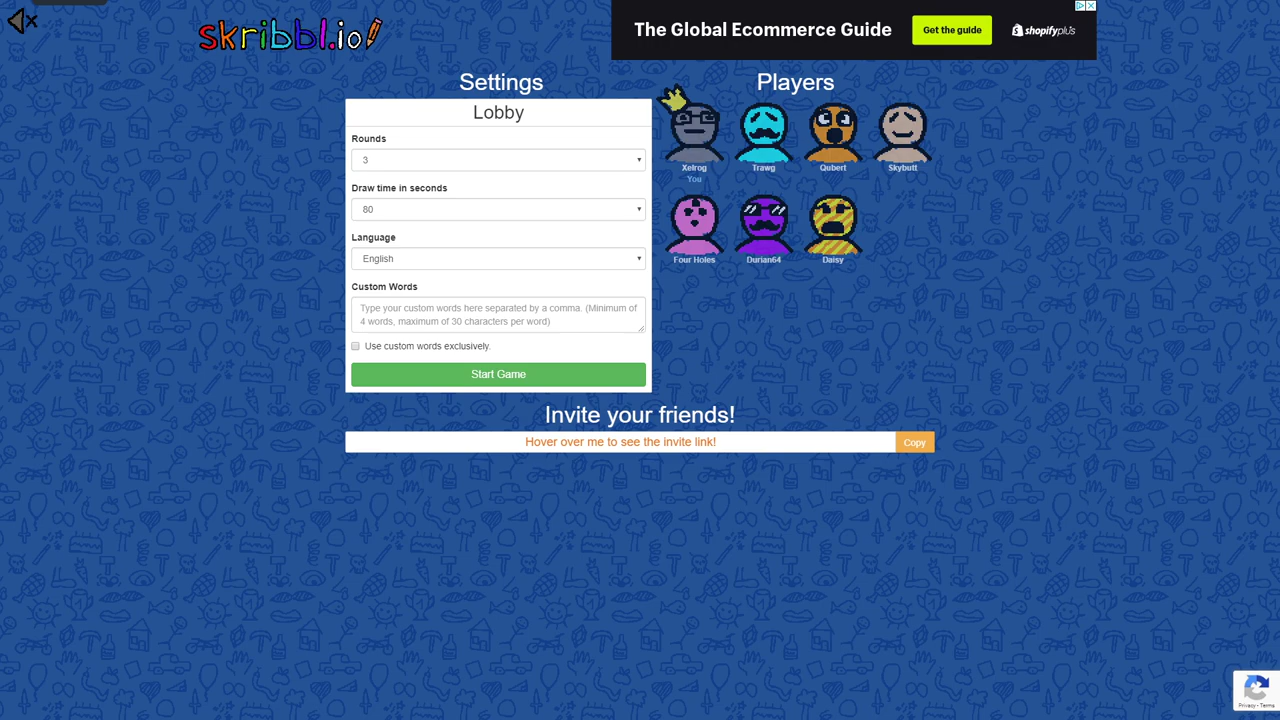 skribbl.io
The Global Ecommerce Guide
Get the guide
shopifyplus
Settings
Players
Lobby
Rounds
3
Draw time in seconds
80
Language
English
Custom Words
Type your custom words here separated by a comma. (Minimum of
4 words, maximum of 30 characters per word)
Use custom words exclusively.
Start Game
Xelrog
You
Trawg
Qubert
Skybutt
Four Holes
Durian64
Daisy
Invite your friends!
Hover over me to see the invite link!
Copy
Privacy - Terms